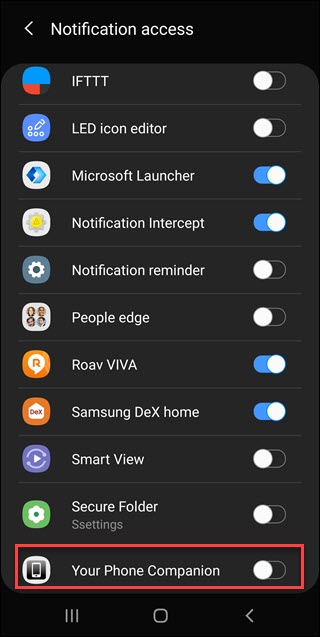 Notification access
IFTTT
LED icon editor
Microsoft Launcher
Notification Intercept
Notification reminder
People edge
Roav VIVA
DeX
Samsung DeX home
Smart View
Secure Folder
Ssettings
Your Phone Companion